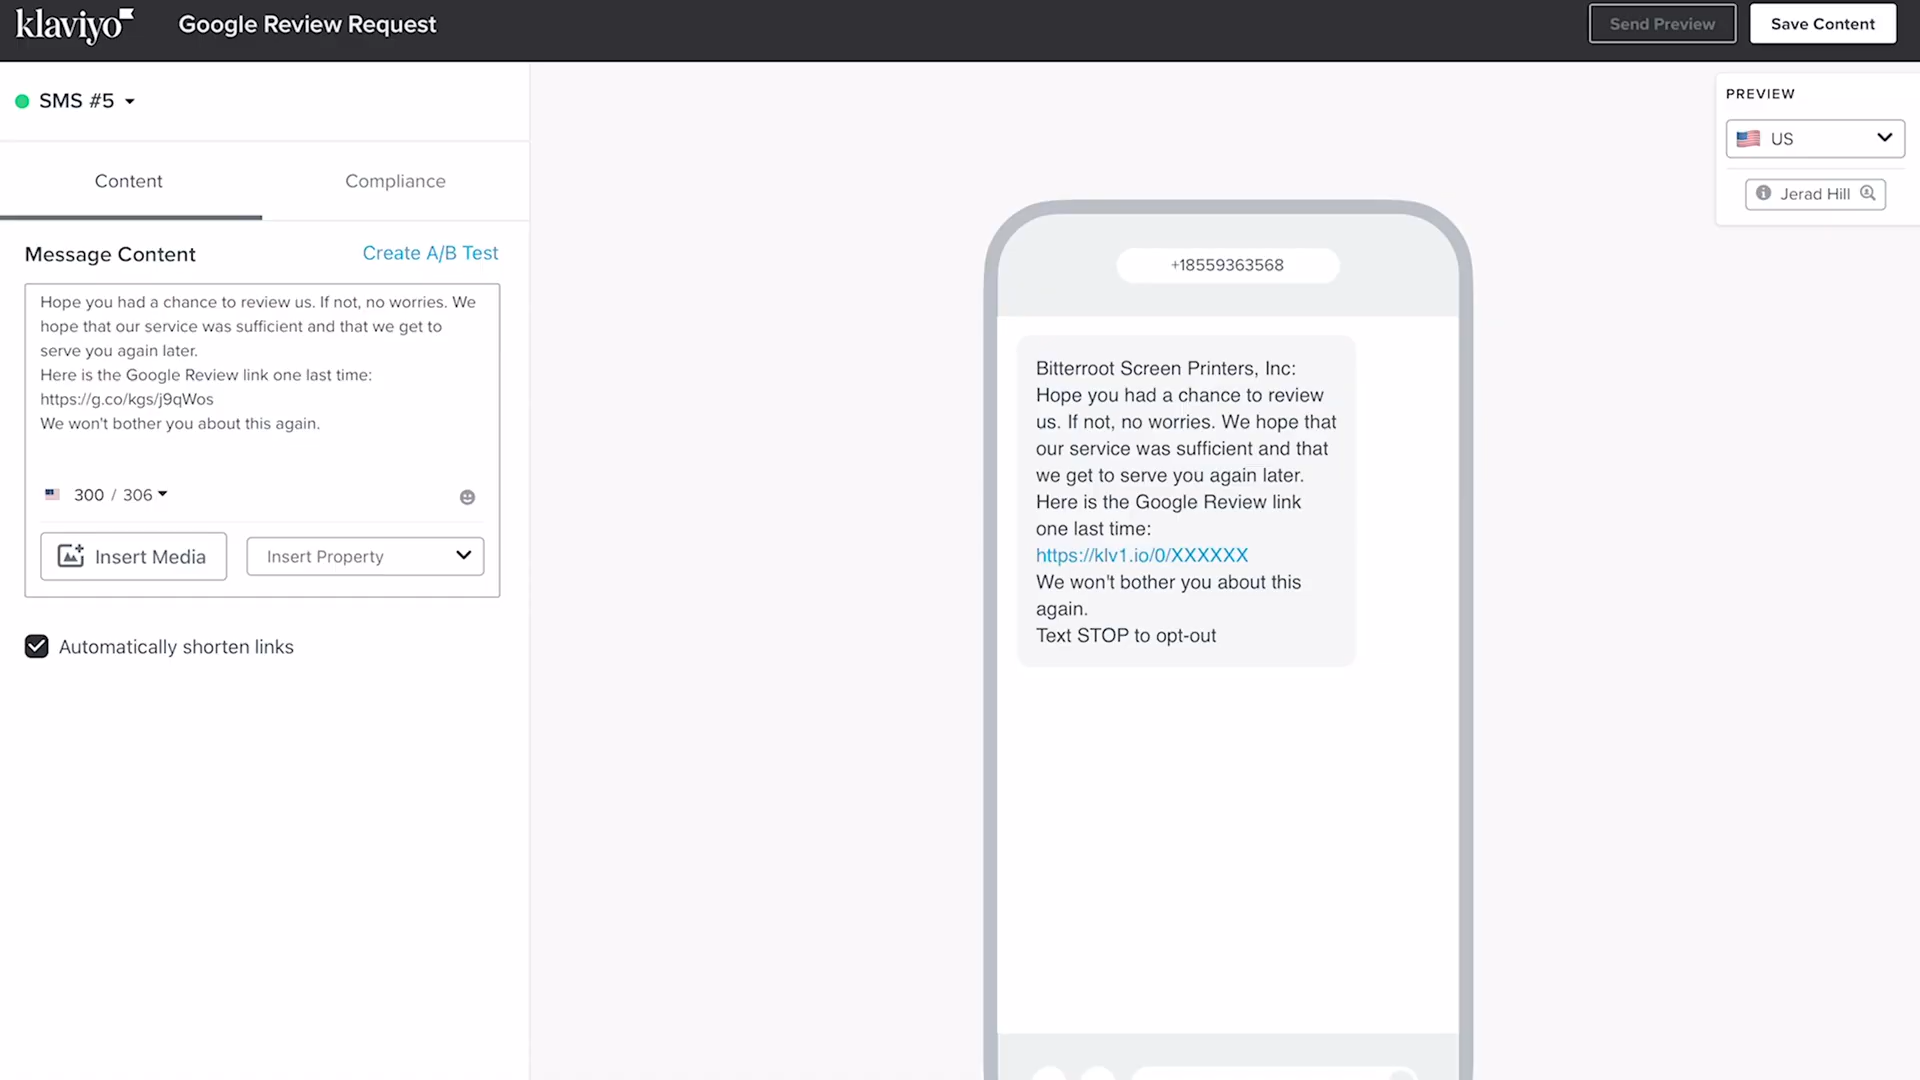 klaviyo
Google Review Request
Send Preview
Save Content
SMS #5
Content
Compliance
Message Content
Create A/B Test
Hope you had a chance to review us. If not, no worries. We
hope that our service was sufficient and that we get to
serve you again later.
Here is the Google Review link one last time:
https://g.co/kgs/j9qWos
We won't bother you about this again.
300 / 306
Insert Media
Insert Property
Automatically shorten links
+18559363568
Bitterroot Screen Printers, Inc:
Hope you had a chance to review
us. If not, no worries. We hope that
our service was sufficient and that
we get to serve you again later.
Here is the Google Review link
one last time:
https://klv1.io/0/XXXXXX
We won't bother you about this
again.
Text STOP to opt-out
PREVIEW
US
Jerad Hill